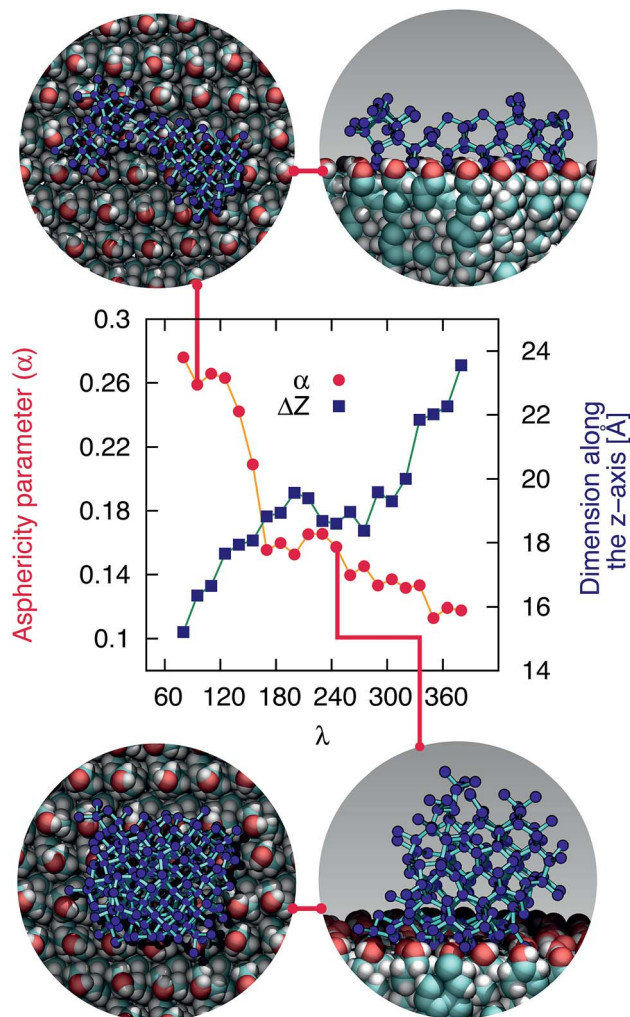 0.3
0.26
0.22
0.18
0.14
0.1
Asphericity parameter (α)
α
ΔZ
24
22
20
18
16
14
Dimension along
the z-axis [Å]
60 120 180 240 300 360
λ